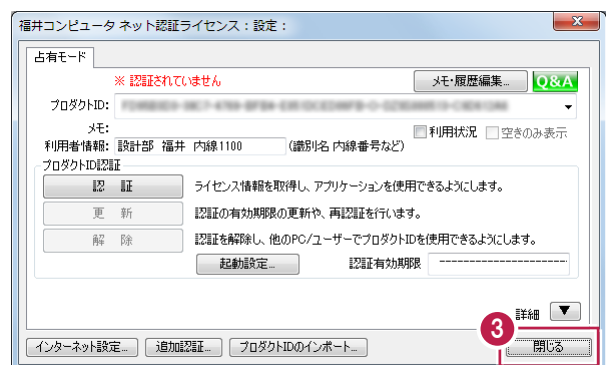 福井コンピュータ ネット認証ライセンス：設定：
占有モード
※ 認証されていません
メモ・履歴編集...
Q&A
プロダクトID:
メモ:
利用状況
空きのみ表示
利用者情報: 設計部 福井 内線1100 (識別名 内線番号など)
プロダクトID認証
認 証 ライセンス情報を取得し、アプリケーションを使用できるようにします。
更 新 認証の有効期限の更新や、再認証を行います。
解 除 認証を解除し、他のPC/ユーザーでプロダクトIDを使用できるようにします。
起動設定... 認証有効期限 --------------------
詳細 ▼
3
インターネット設定... 追加認証... プロダクトIDのインポート... 閉じる